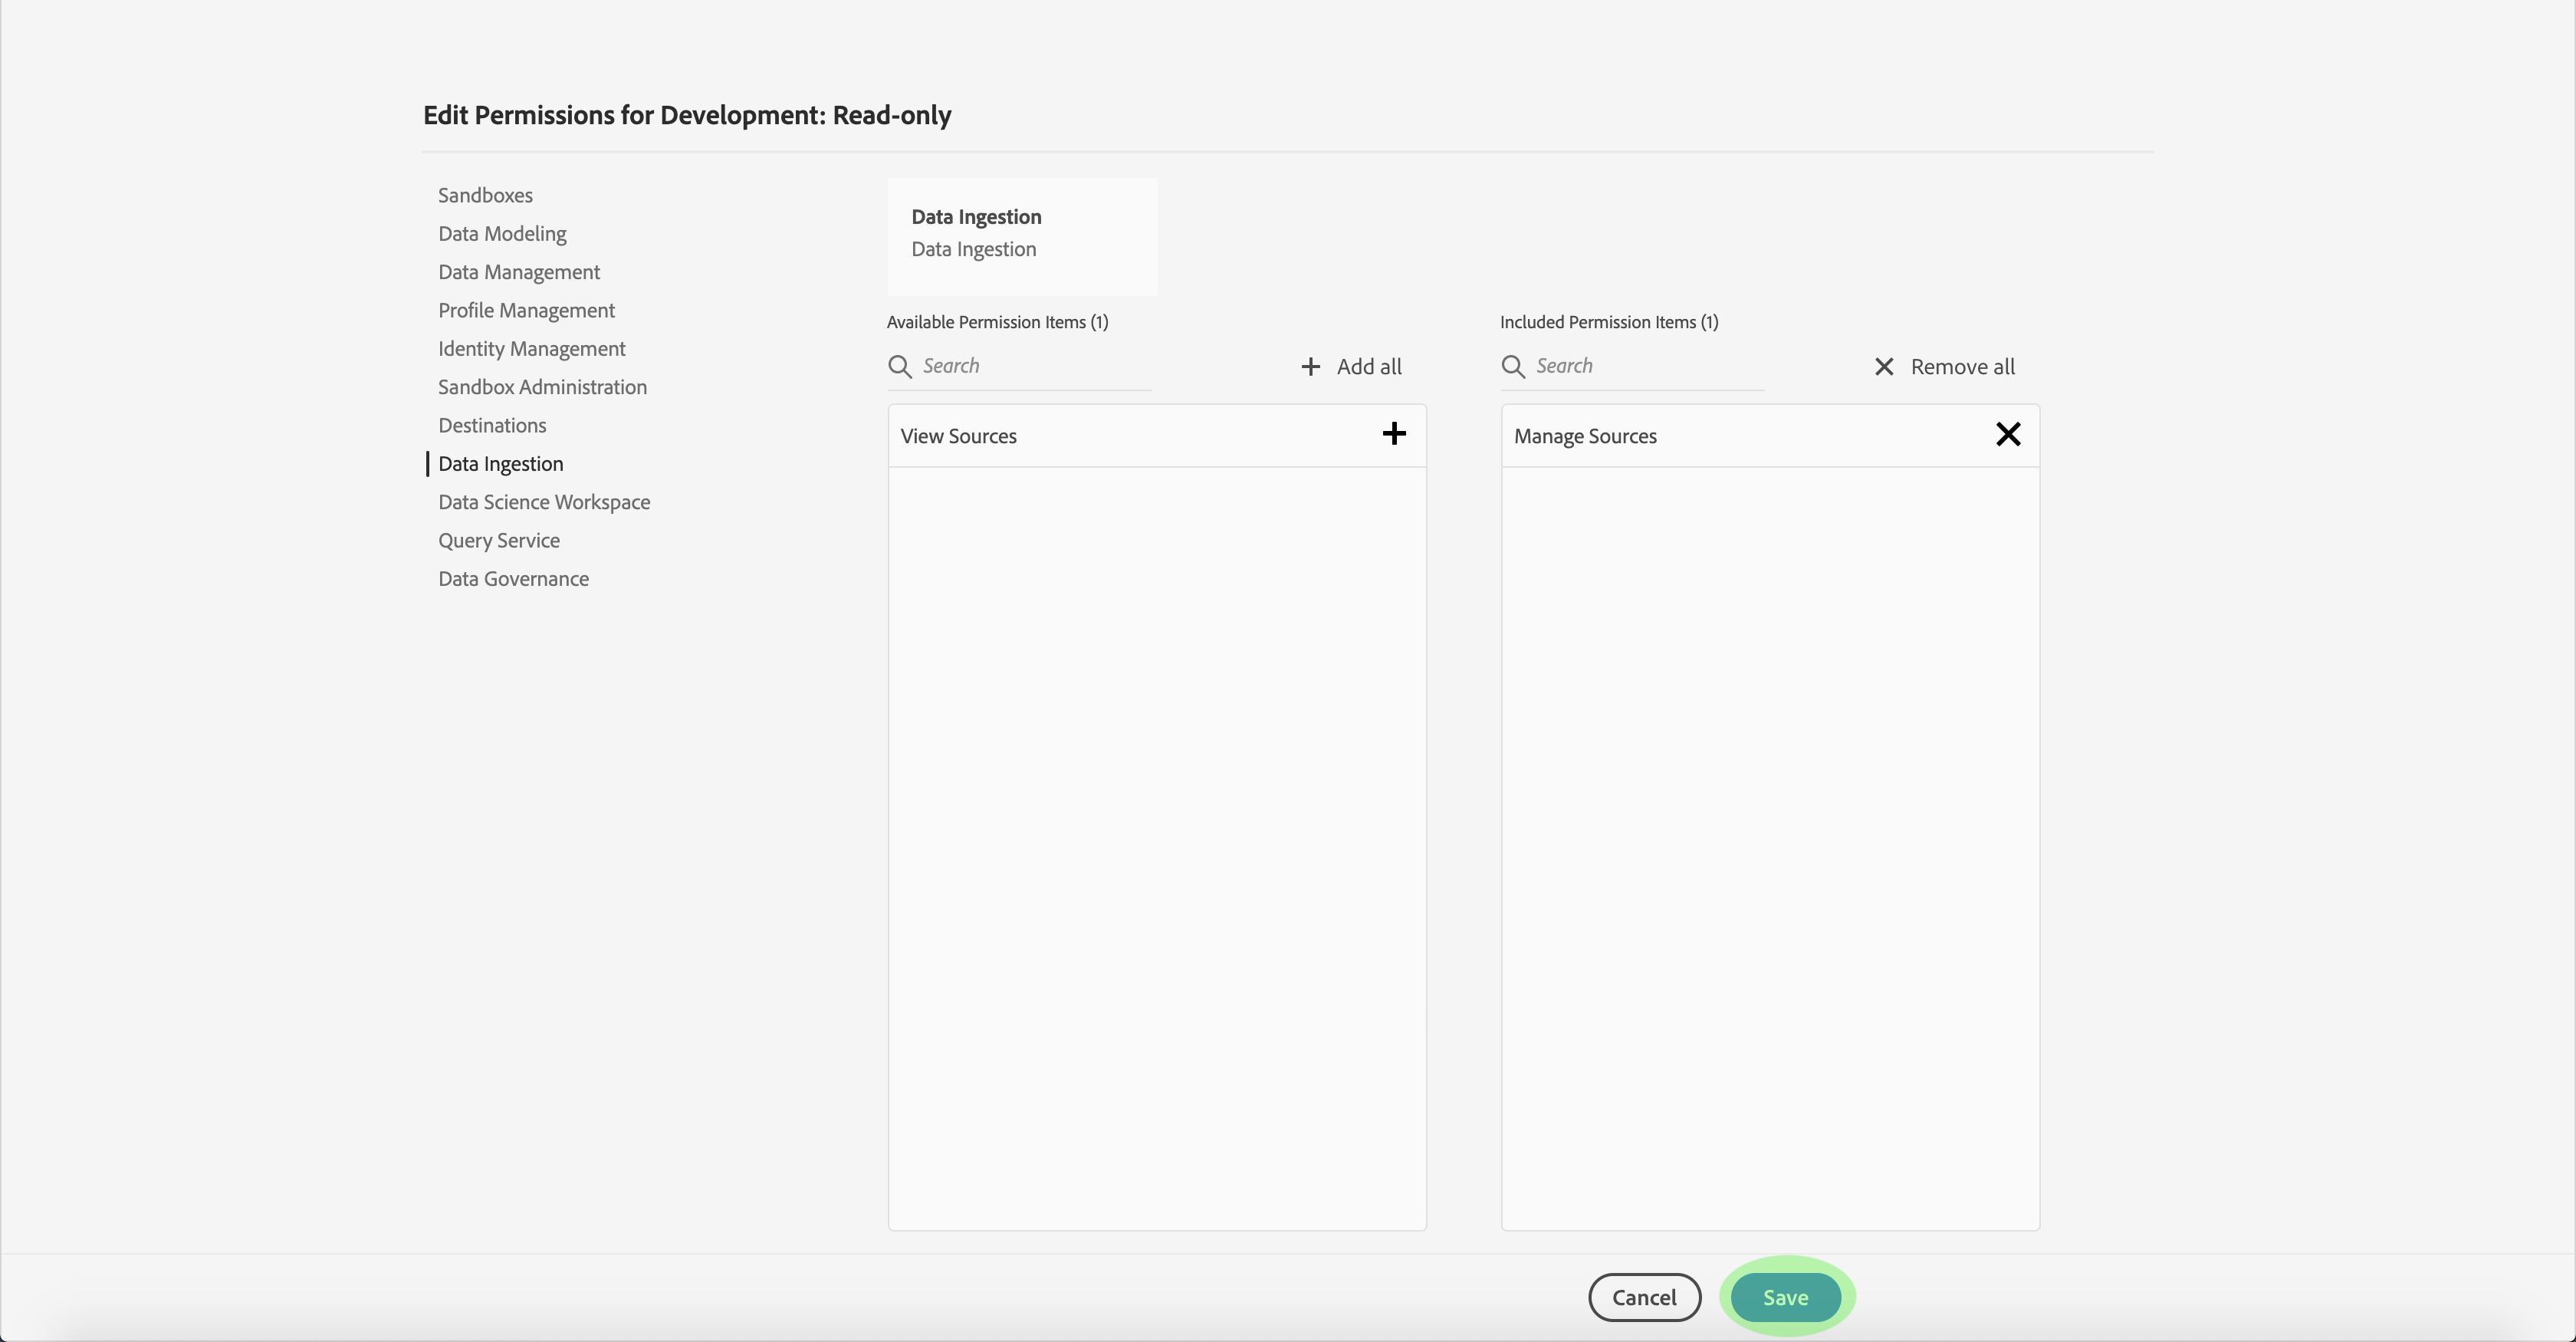 Edit Permissions for Development: Read-only
Sandboxes
Data Modeling
Data Management
Profile Management
Identity Management
Sandbox Administration
Destinations
Data Ingestion
Data Science Workspace
Query Service
Data Governance
Data Ingestion
Data Ingestion
Available Permission Items (1)
Search
Add all
View Sources
Included Permission Items (1)
Search
Remove all
Manage Sources
Cancel
Save